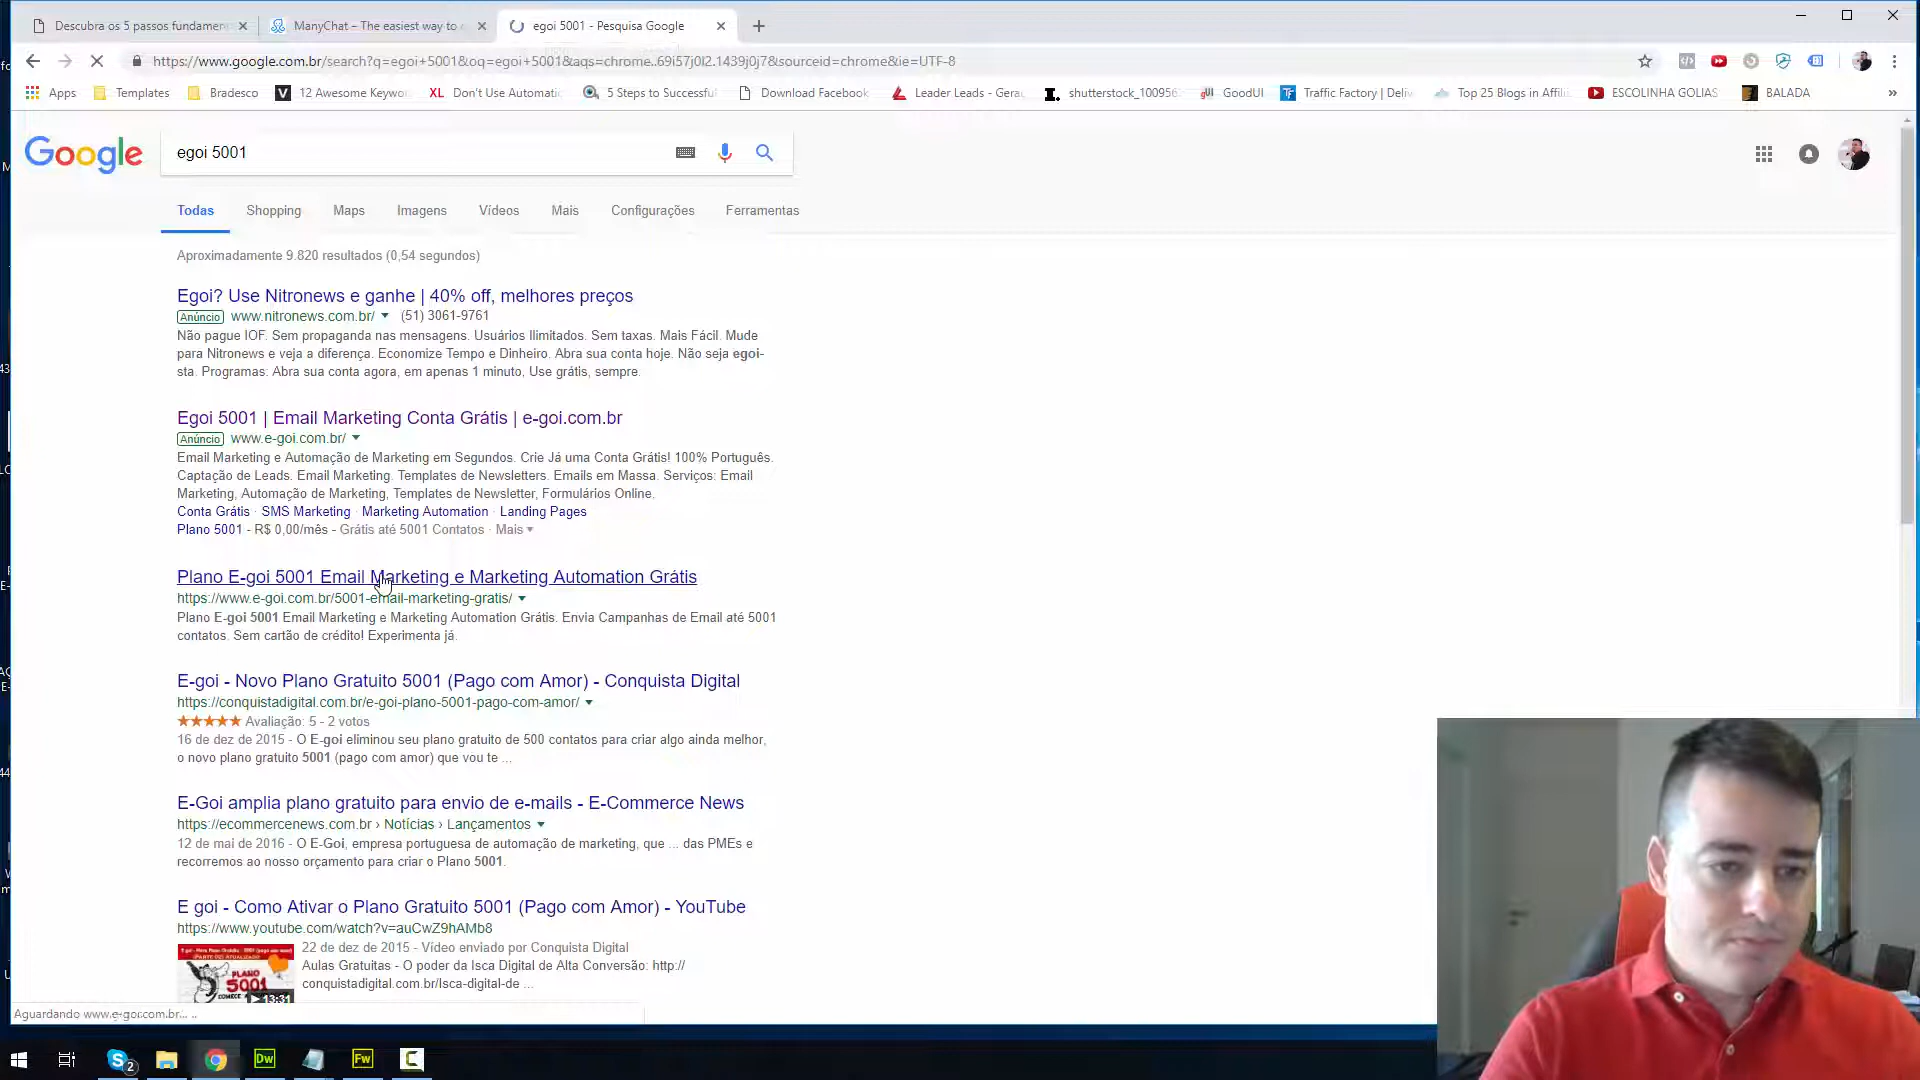 Descubra os 5 passos fundamen
ManyChat – The easiest way to
egoi 5001 - Pesquisa Google
https://www.google.com.br/search?q=egoi+5001&oq=egoi+5001&aqs=chrome..69i57j0l2.1439j0j7&sourceid=chrome&ie=UTF-8
Apps
Templates
Bradesco
12 Awesome Keywo
Don't Use Automatic
5 Steps to Successfu
Download Facebook
Leader Leads - Gera
shutterstock_100956
GoodUI
Traffic Factory | Deliv
Top 25 Blogs in Affili
ESCOLINHA GOLIAS
BALADA
Google
egoi 5001
Todas Shopping Maps Imagens Vídeos Mais Configurações Ferramentas
Aproximadamente 9.820 resultados (0,54 segundos)
Egoi? Use Nitronews e ganhe | 40% off, melhores preços
Anúncio www.nitronews.com.br/ (51) 3061-9761
Não pague IOF. Sem propaganda nas mensagens. Usuários Ilimitados. Sem taxas. Mais Fácil. Mude
para Nitronews e veja a diferença. Economize Tempo e Dinheiro. Abra sua conta hoje. Não seja egoi-
sta. Programas: Abra sua conta agora, em apenas 1 minuto, Use grátis, sempre.
Egoi 5001 | Email Marketing Conta Grátis | e-goi.com.br
Anúncio www.e-goi.com.br/
Email Marketing e Automação de Marketing em Segundos. Crie Já uma Conta Grátis! 100% Português.
Captação de Leads. Email Marketing. Templates de Newsletters. Emails em Massa. Serviços: Email
Marketing, Automação de Marketing, Templates de Newsletter, Formulários Online.
Conta Grátis · SMS Marketing · Marketing Automation · Landing Pages
Plano 5001 - R$ 0,00/mês - Grátis até 5001 Contatos · Mais
Plano E-goi 5001 Email Marketing e Marketing Automation Grátis
https://www.e-goi.com.br/5001-email-marketing-gratis/
Plano E-goi 5001 Email Marketing e Marketing Automation Grátis. Envia Campanhas de Email até 5001
contatos. Sem cartão de crédito! Experimenta já.
E-goi - Novo Plano Gratuito 5001 (Pago com Amor) - Conquista Digital
https://conquistadigital.com.br/e-goi-plano-5001-pago-com-amor/
Avaliação: 5 - 2 votos
16 de dez de 2015 - O E-goi eliminou seu plano gratuito de 500 contatos para criar algo ainda melhor,
o novo plano gratuito 5001 (pago com amor) que vou te ...
E-Goi amplia plano gratuito para envio de e-mails - E-Commerce News
https://ecommercenews.com.br › Notícias › Lançamentos
12 de mai de 2016 - O E-Goi, empresa portuguesa de automação de marketing, que ... das PMEs e
recorremos ao nosso orçamento para criar o Plano 5001.
E goi - Como Ativar o Plano Gratuito 5001 (Pago com Amor) - YouTube
https://www.youtube.com/watch?v=auCwZ9hAMb8
22 de dez de 2015 - Vídeo enviado por Conquista Digital
Aulas Gratuitas - O poder da Isca Digital de Alta Conversão: http://
conquistadigital.com.br/Isca-digital-de ...
PLANO
5001
13:31
Aguardando www.e-goi.com.br...
2
Dw
Fw